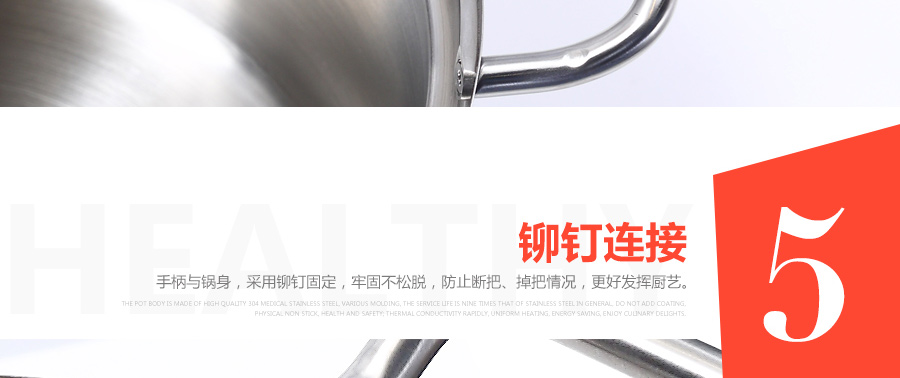 HEALTHY
铆钉连接
手柄与锅身，采用铆钉固定，牢固不松脱，防止断把、掉把情况，更好发挥厨艺。
THE POT BODY IS MADE OF HIGH QUALITY 304 MEDICAL STAINLESS STEEL, VARIOUS MOLDING, THE SERVICE LIFE IS NINE TIMES THAT OF STAINLESS STEEL IN GENERAL; DO NOT ADD COATING,
PHYSICAL NON STICK, HEALTH AND SAFETY; THERMAL CONDUCTIVITY RAPIDLY, UNIFORM HEATING. ENERGY SAVING, ENJOY CULINARY DELIGHTS.
5